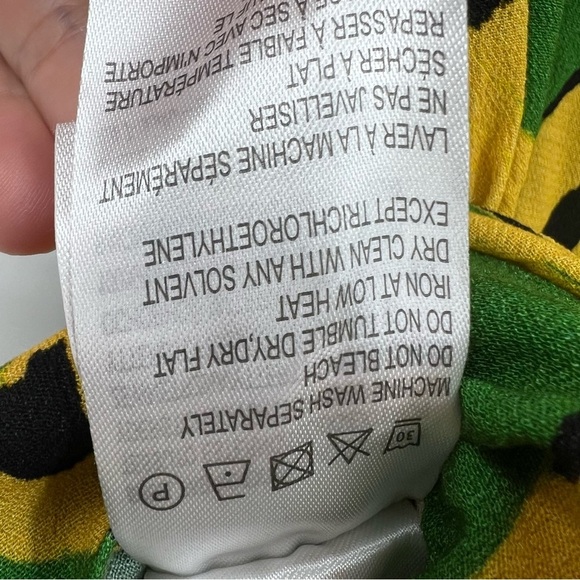 30
P
MACHINE WASH SEPARATELY
DO NOT BLEACH
DO NOT TUMBLE DRY,DRY FLAT
IRON AT LOW HEAT
DRY CLEAN WITH ANY SOLVENT
EXCEPT TRICHLOROETHYLENE
LAVER À LA MACHINE SÉPARÉMENT
NE PAS JAVELLISER
SÉCHER À PLAT
REPASSER À FAIBLE TEMPÉRATURE
À SEC AVEC N'IMPORTE
LE